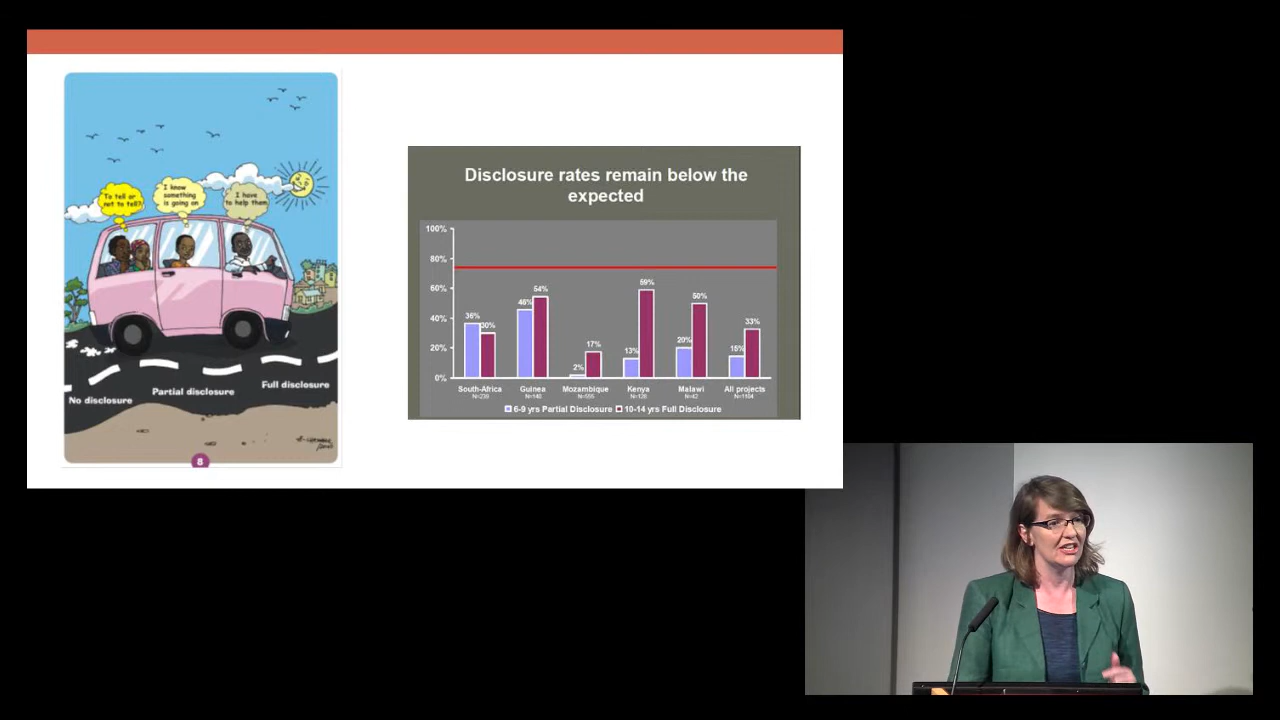 To tell or
not to tell?
I know
something
is going on
I have
to help them
No disclosure
Partial disclosure
Full disclosure
8
Disclosure rates remain below the
expected
100%
80%
60%
40%
20%
0%
36%
30%
46%
54%
2%
17%
13%
59%
20%
50%
15%
33%
South-Africa
Guinea
Mozambique
Kenya
Malawi
All projects
6-9 yrs Partial Disclosure
10-14 yrs Full Disclosure